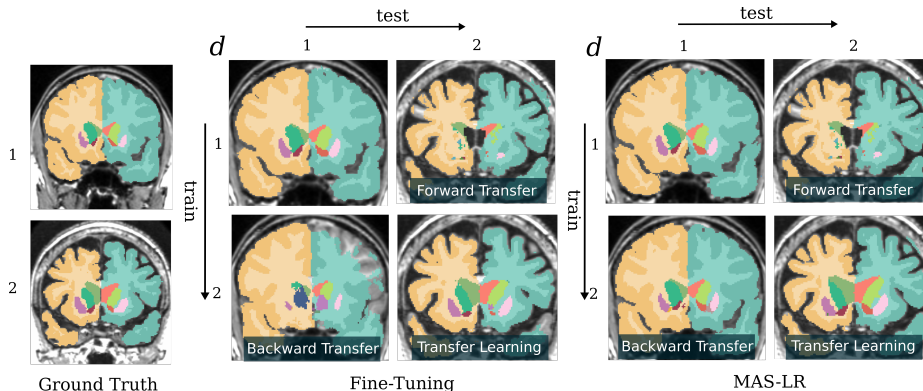 test
test
d
1
2
d
1
2
1
1
1
train
train
Forward Transfer
Forward Transfer
2
2
2
Backward Transfer
Transfer Learning
Backward Transfer
Transfer Learning
Ground Truth
Fine-Tuning
MAS-LR